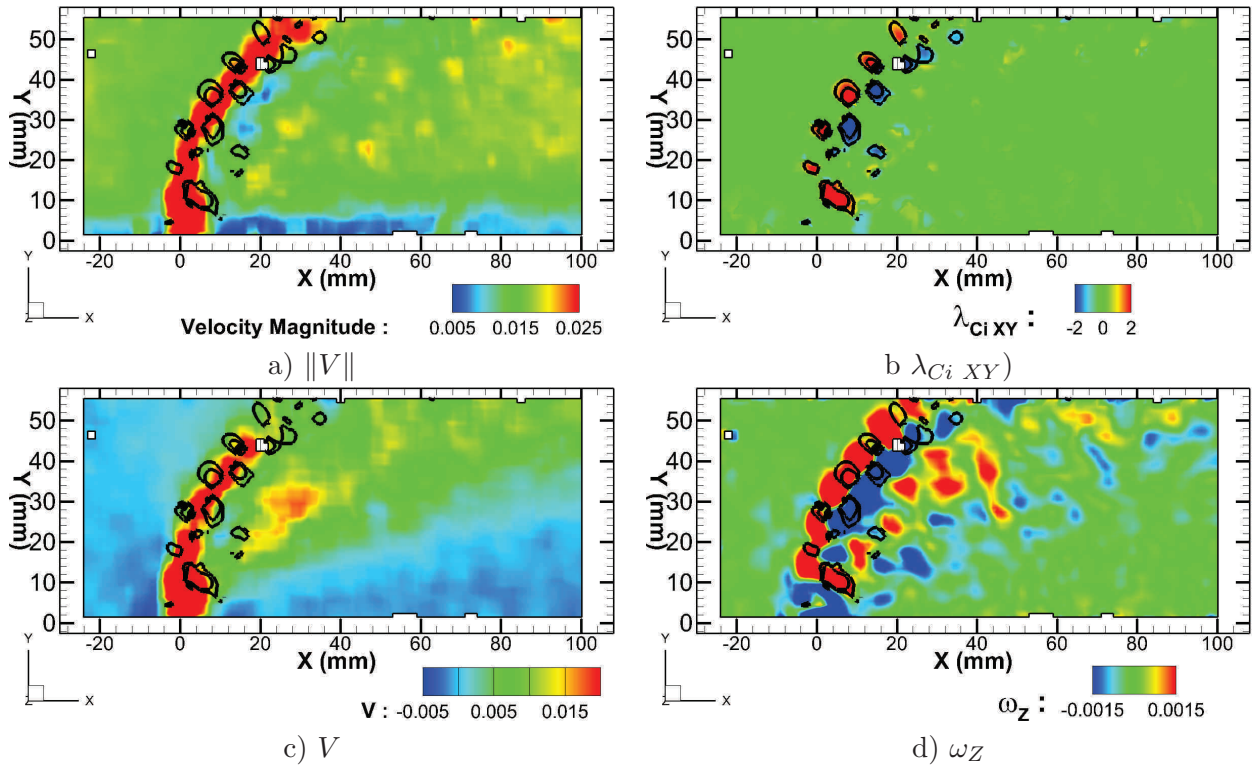 50
40
30
20
10
0
Y (mm)
-20 0 20 40 60 80 100
X (mm)
Y
Z X
Velocity Magnitude : 0.005 0.015 0.025
a) ‖V‖
50
40
30
20
10
0
Y (mm)
-20 0 20 40 60 80 100
X (mm)
Y
Z X
λCi XY : -2 0 2
b λCi XY)
50
40
30
20
10
0
Y (mm)
-20 0 20 40 60 80 100
X (mm)
Y
Z X
V : -0.005 0.005 0.015
c) V
50
40
30
20
10
0
Y (mm)
-20 0 20 40 60 80 100
X (mm)
Y
Z X
ωZ : -0.0015 0.0015
d) ωZ